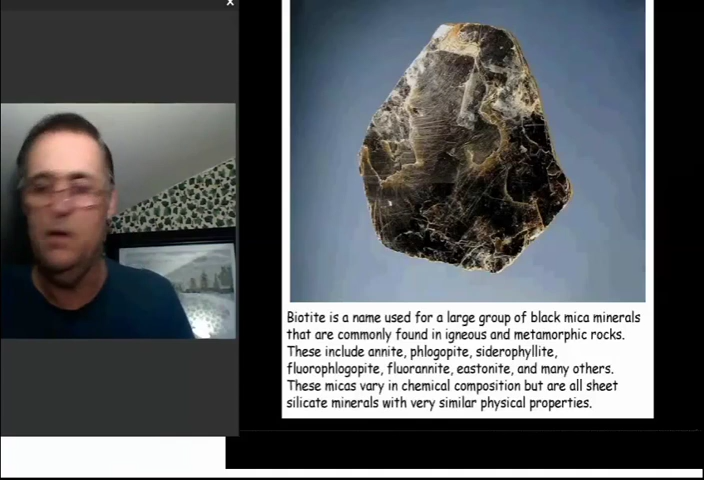 x
Biotite is a name used for a large group of black mica minerals
that are commonly found in igneous and metamorphic rocks.
These include annite, phlogopite, siderophyllite,
fluorophlogopite, fluorannite, eastonite, and many others.
These micas vary in chemical composition but are all sheet
silicate minerals with very similar physical properties.